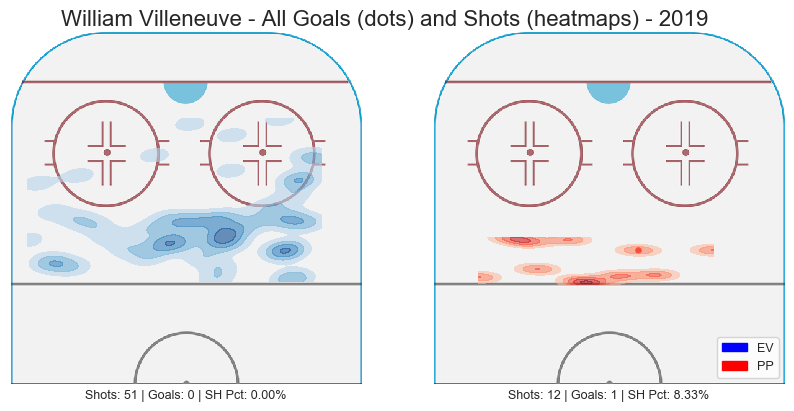 William Villeneuve - All Goals (dots) and Shots (heatmaps) - 2019
EV
PP
Shots: 51 | Goals: 0 | SH Pct: 0.00%
Shots: 12 | Goals: 1 | SH Pct: 8.33%